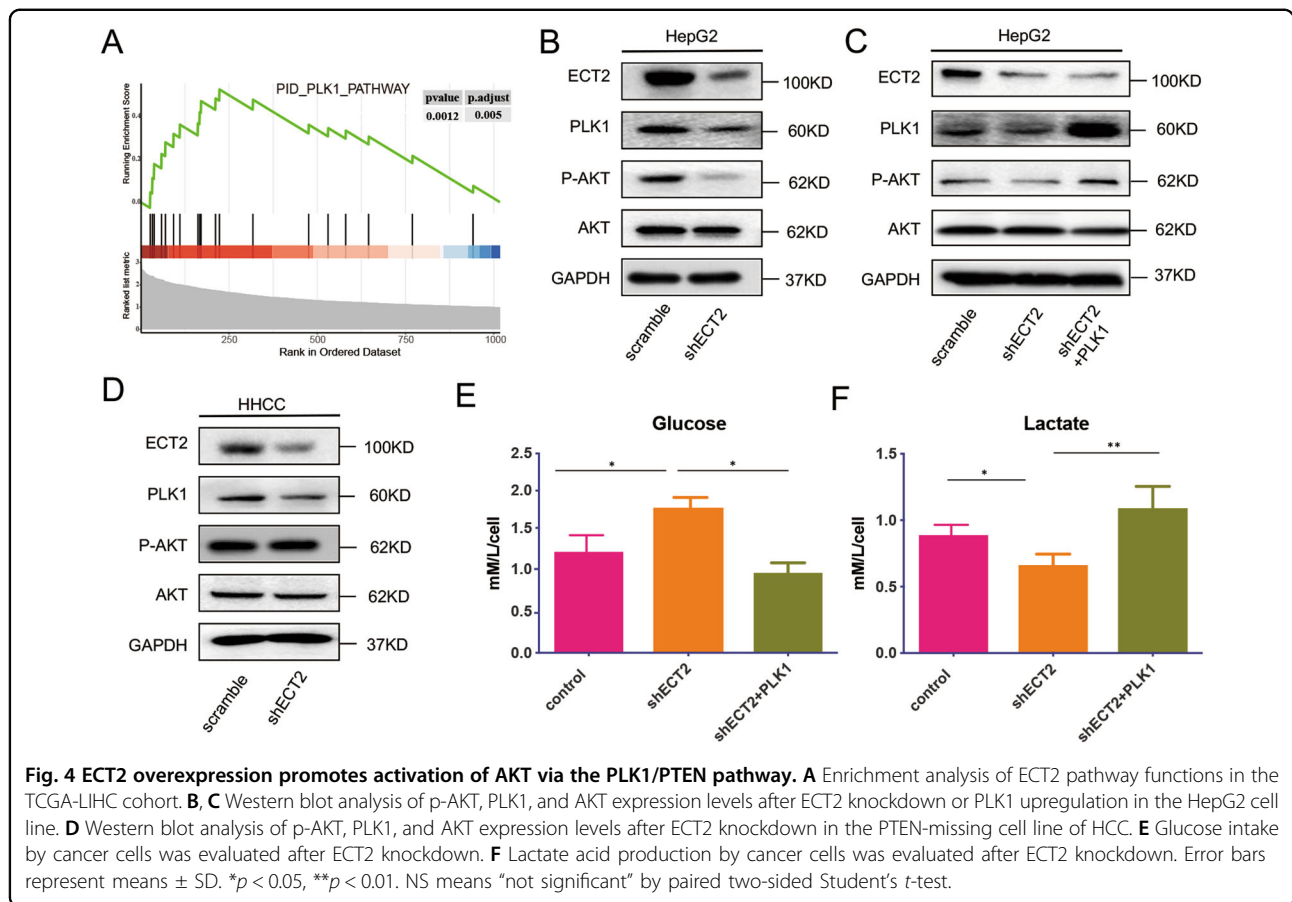 A
PID_PLK1_PATHWAY
pvalue p.adjust
0.0012 0.005
Running Enrichment Score
0.4
0.2
0.0
Ranked list metric
3
2
1
0
250 500 750 1000
Rank in Ordered Dataset
B
HepG2
ECT2 100KD
PLK1 60KD
P-AKT 62KD
AKT 62KD
GAPDH 37KD
scramble shECT2
C
HepG2
ECT2 100KD
PLK1 60KD
P-AKT 62KD
AKT 62KD
GAPDH 37KD
scramble shECT2 shECT2
+PLK1
D
HHCC
ECT2 100KD
PLK1 60KD
P-AKT 62KD
AKT 62KD
GAPDH 37KD
scramble shECT2
E
Glucose
mM/L/cell
2.5
2.0
1.5
1.0
0.5
0.0
* *
control shECT2 shECT2+PLK1
F
Lactate
mM/L/cell
1.5
1.0
0.5
0.0
* **
control shECT2 shECT2+PLK1
Fig. 4 ECT2 overexpression promotes activation of AKT via the PLK1/PTEN pathway. A Enrichment analysis of ECT2 pathway functions in the
TCGA-LIHC cohort. B, C Western blot analysis of p-AKT, PLK1, and AKT expression levels after ECT2 knockdown or PLK1 upregulation in the HepG2 cell
line. D Western blot analysis of p-AKT, PLK1, and AKT expression levels after ECT2 knockdown in the PTEN-missing cell line of HCC. E Glucose intake
by cancer cells was evaluated after ECT2 knockdown. F Lactate acid production by cancer cells was evaluated after ECT2 knockdown. Error bars
represent means ± SD. *p < 0.05, **p < 0.01. NS means “not significant” by paired two-sided Student’s t-test.